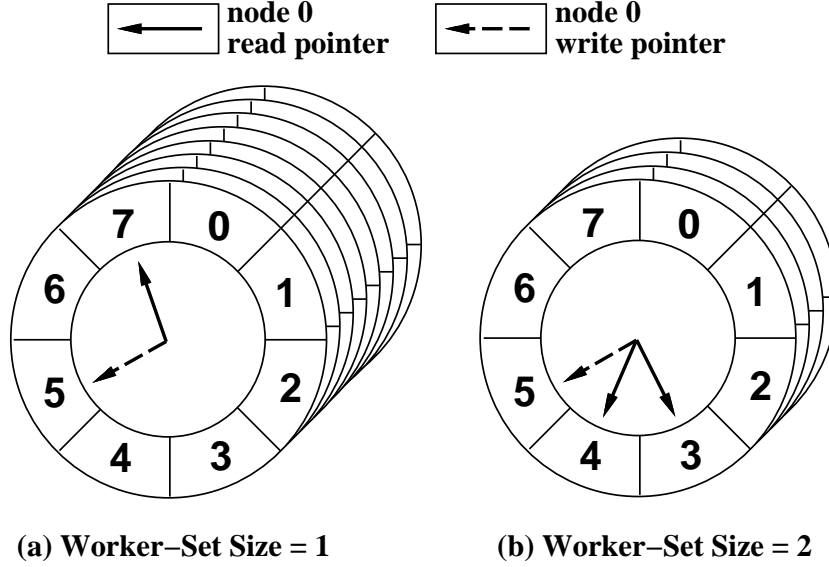 node 0
read pointer
node 0
write pointer
7 0
6 1
5 2
4 3
7 0
6 1
5 2
4 3
(a) Worker–Set Size = 1
(b) Worker–Set Size = 2